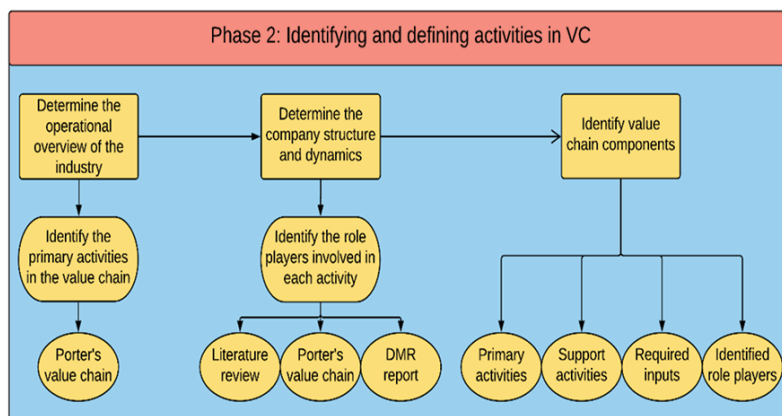 Phase 2: Identifying and defining activities in VC
Determine the
operational
overview of the
industry
Determine the
company structure
and dynamics
Identify value
chain components
Identify the
primary activities
in the value chain
Identify the role
players involved in
each activity
Porter's
value chain
Literature
review
Porter's
value chain
DMR
report
Primary
activities
Support
activities
Required
inputs
Identified
role players